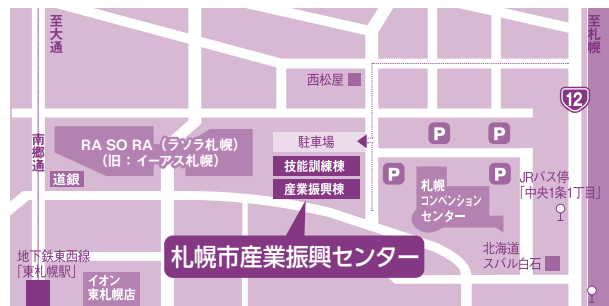 至大通
至札幌
西松屋
12
南郷通
RA SO RA（ラソラ札幌）
（旧：イーアス札幌）
道銀
駐車場
技能訓練棟
産業振興棟
P
P
P
P
札幌
コンベンション
センター
JRバス停
「中央1条1丁目」
札幌市産業振興センター
地下鉄東西線
「東札幌駅」
イオン
東札幌店
北海道
スバル白石